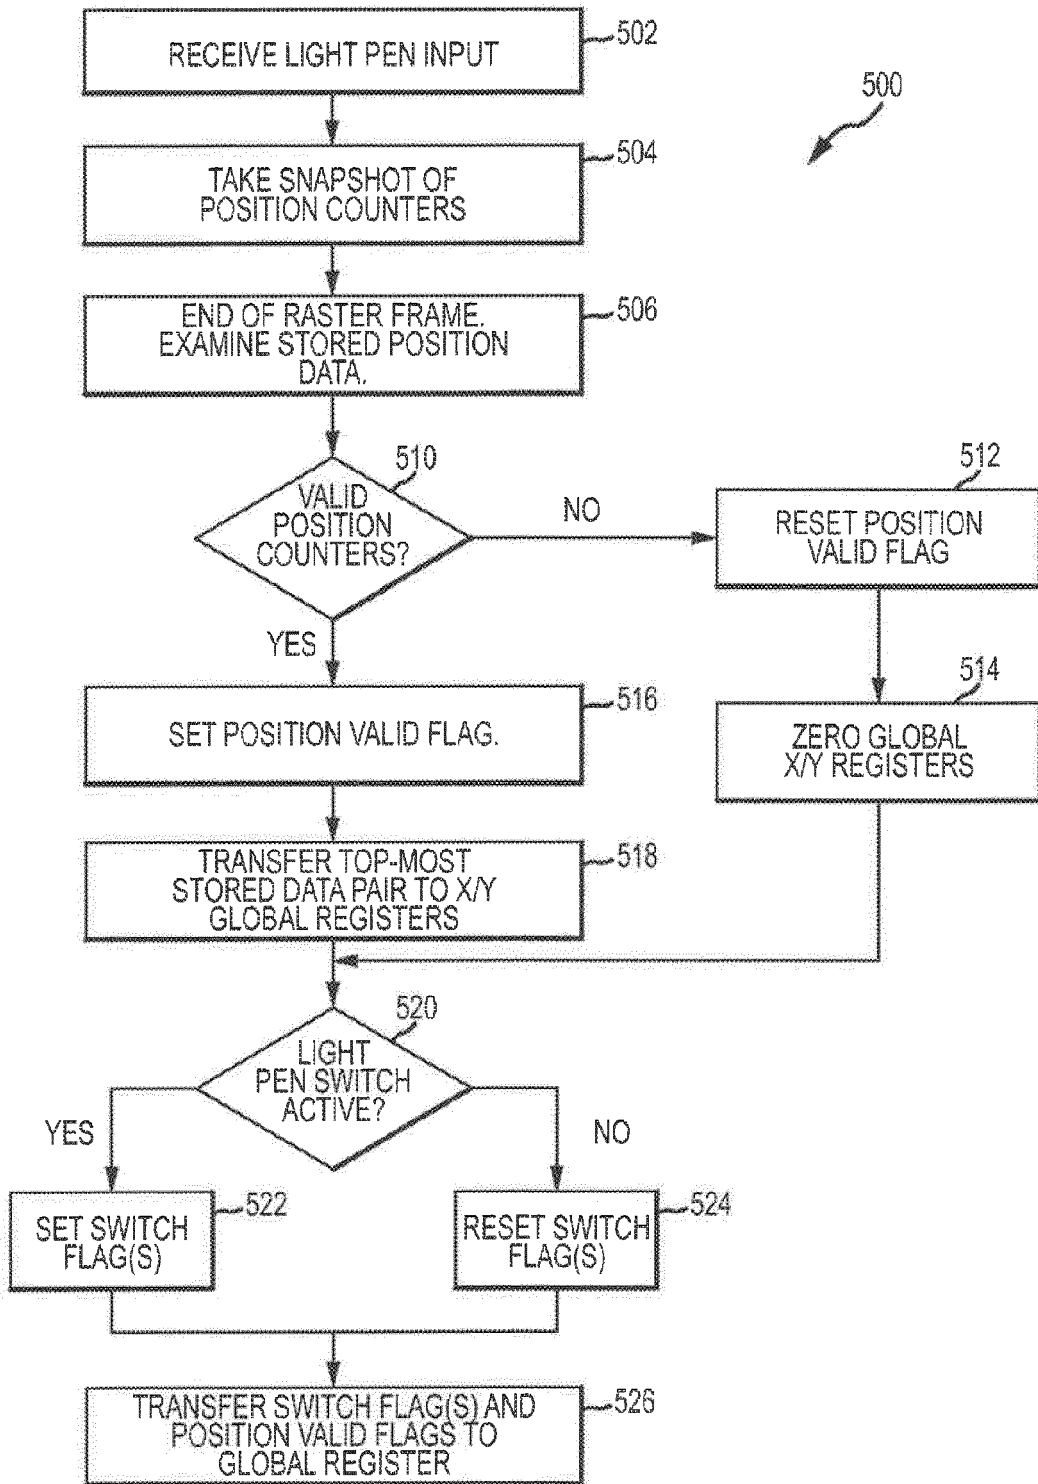 RECEIVE LIGHT PEN INPUT
502
500
TAKE SNAPSHOT OF
POSITION COUNTERS
504
END OF RASTER FRAME.
EXAMINE STORED POSITION
DATA.
506
VALID
POSITION
COUNTERS?
510
NO
YES
512
RESET POSITION
VALID FLAG
514
ZERO GLOBAL
X/Y REGISTERS
SET POSITION VALID FLAG.
516
TRANSFER TOP-MOST
STORED DATA PAIR TO X/Y
GLOBAL REGISTERS
518
LIGHT
PEN SWITCH
ACTIVE?
520
YES
NO
SET SWITCH
FLAG(S)
522
RESET SWITCH
FLAG(S)
524
TRANSFER SWITCH FLAG(S) AND
POSITION VALID FLAGS TO
GLOBAL REGISTER
526